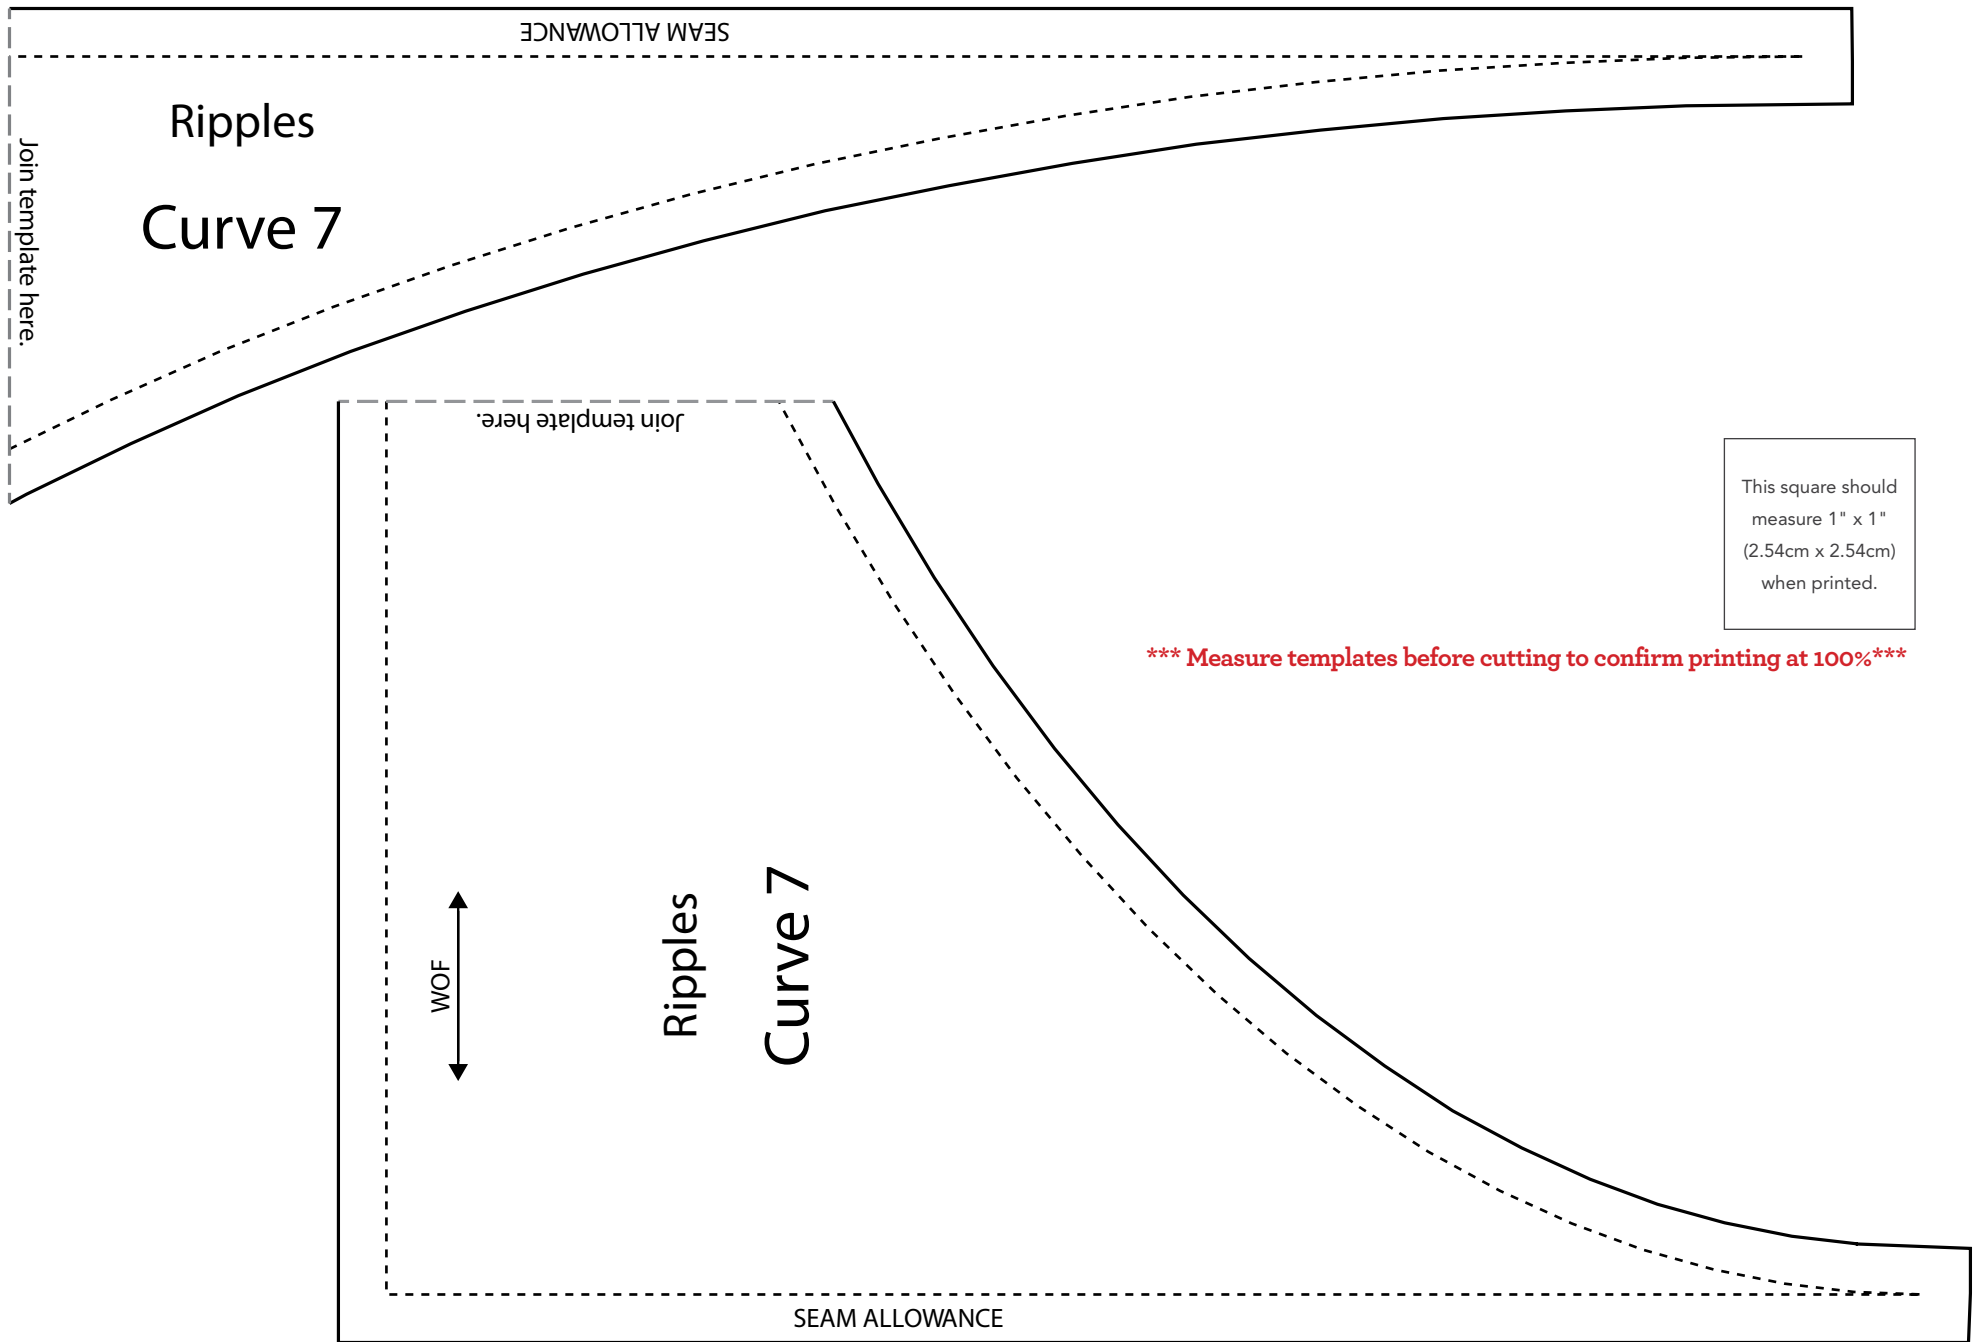 SEAM ALLOWANCE
Ripples
Curve 7
Join template here.
Join template here.
This square should
measure 1" x 1"
(2.54cm x 2.54cm)
when printed.
*** Measure templates before cutting to confirm printing at 100%***
WOF
Ripples
Curve 7
SEAM ALLOWANCE